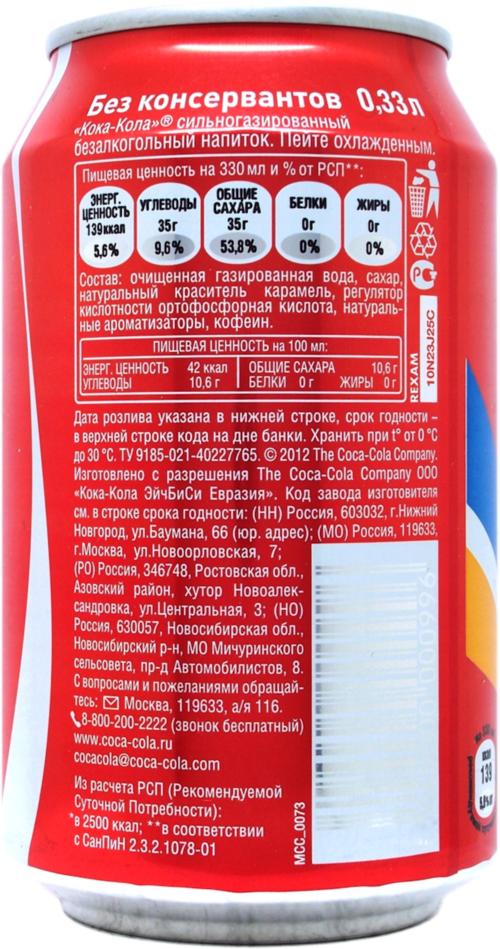 Без консервантов 0,33л
«Кока-Кола»® сильногазированный
безалкогольный напиток. Пейте охлажденным.
Пищевая ценность на 330 мл и % от РСП**:
ЭНЕРГ. ЦЕННОСТЬ 139 ккал 5,6%
УГЛЕВОДЫ 35 г 9,6%
ОБЩИЕ САХАРА 35 г 53,8%
БЕЛКИ 0г 0%
ЖИРЫ 0г 0%
Состав: очищенная газированная вода, сахар,
натуральный краситель карамель, регулятор
кислотности ортофосфорная кислота, натураль-
ные ароматизаторы, кофеин.
ПИЩЕВАЯ ЦЕННОСТЬ на 100 мл:
ЭНЕРГ. ЦЕННОСТЬ 42 ккал ОБЩИЕ САХАРА 10,6 г
УГЛЕВОДЫ 10,6 г БЕЛКИ 0 г ЖИРЫ 0 г
REXAM
10N23J25C
Дата розлива указана в нижней строке, срок годности –
в верхней строке кода на дне банки. Хранить при t° от 0 °С
до 30 °С. ТУ 9185-021-40227765. © 2012 The Coca-Cola Company.
Изготовлено с разрешения The Coca-Cola Company ООО
«Кока-Кола ЭйчБиСи Евразия». Код завода изготовителя
см. в строке срока годности: (НН) Россия, 603032, г.Нижний
Новгород, ул.Баумана, 66 (юр. адрес); (МО) Россия, 119633,
г.Москва, ул.Новоорловская, 7;
(РО) Россия, 346748, Ростовская обл.,
Азовский район, хутор Новоалек-
сандровка, ул.Центральная, 3; (НО)
Россия, 630057, Новосибирская обл.,
Новосибирский р-н, МО Мичуринского
сельсовета, пр-д Автомобилистов, 8.
С вопросами и пожеланиями обращай-
тесь: Москва, 119633, а/я 116.
8-800-200-2222 (звонок бесплатный)
www.coca-cola.ru
cocacola@coca-cola.com
Из расчета РСП (Рекомендуемой
Суточной Потребности):
*в 2500 ккал; **в соответствии
с СанПиН 2.3.2.1078-01
МСС_0073
139